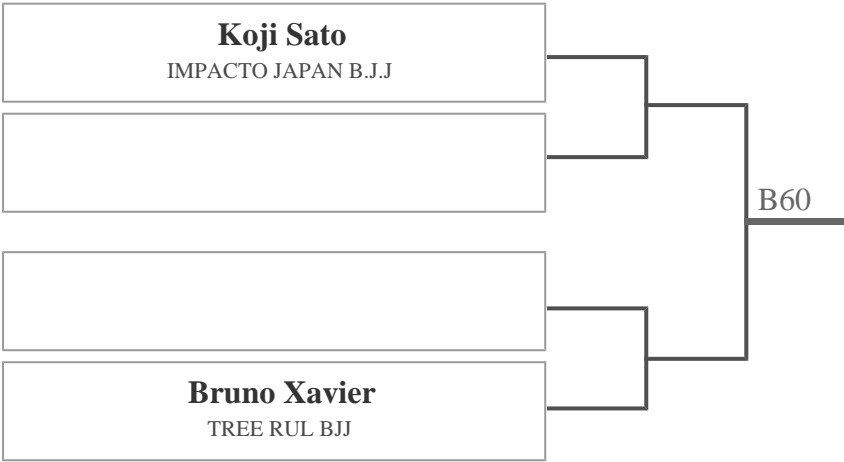 Koji Sato
IMPACTO JAPAN B.J.J
B60
Bruno Xavier
TREE RUL BJJ